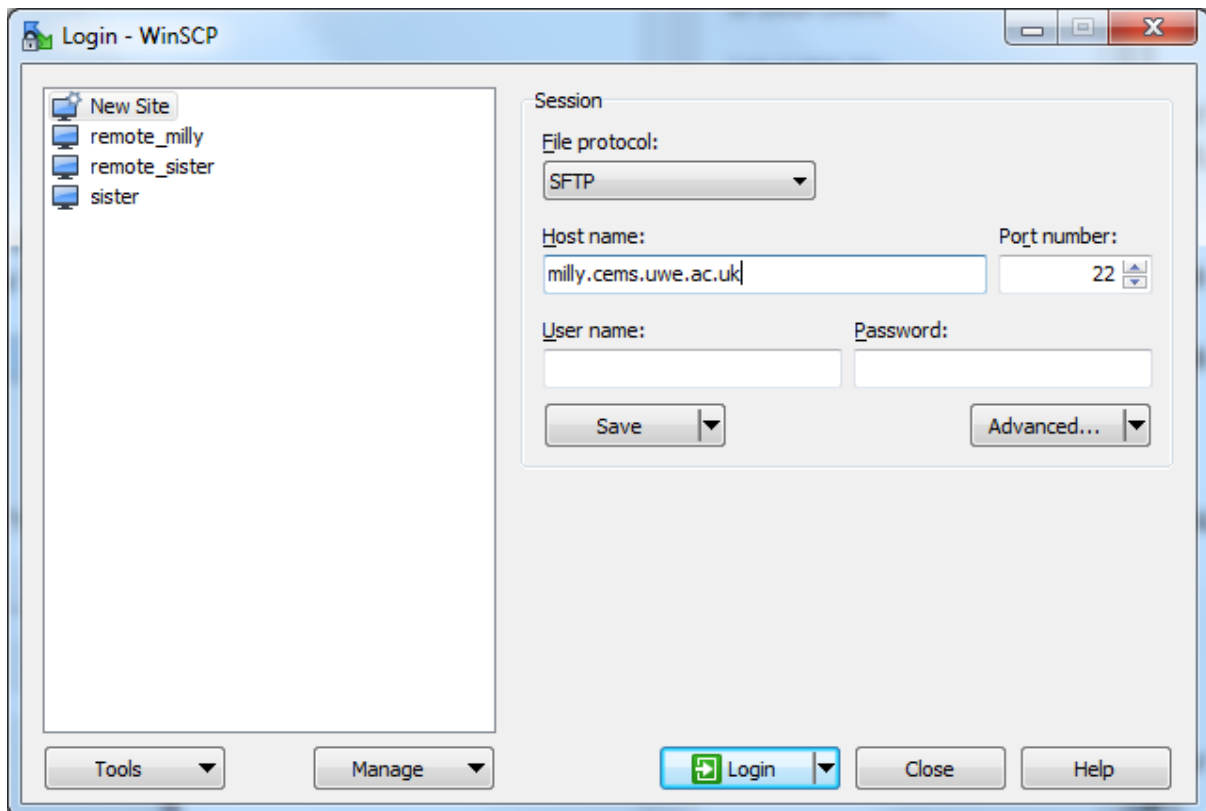 Login - WinSCP
New Site
remote_milly
remote_sister
sister
Session
File protocol:
SFTP
Host name: Port number:
milly.cems.uwe.ac.uk 22
User name: Password:
Save Advanced...
Tools Manage Login Close Help